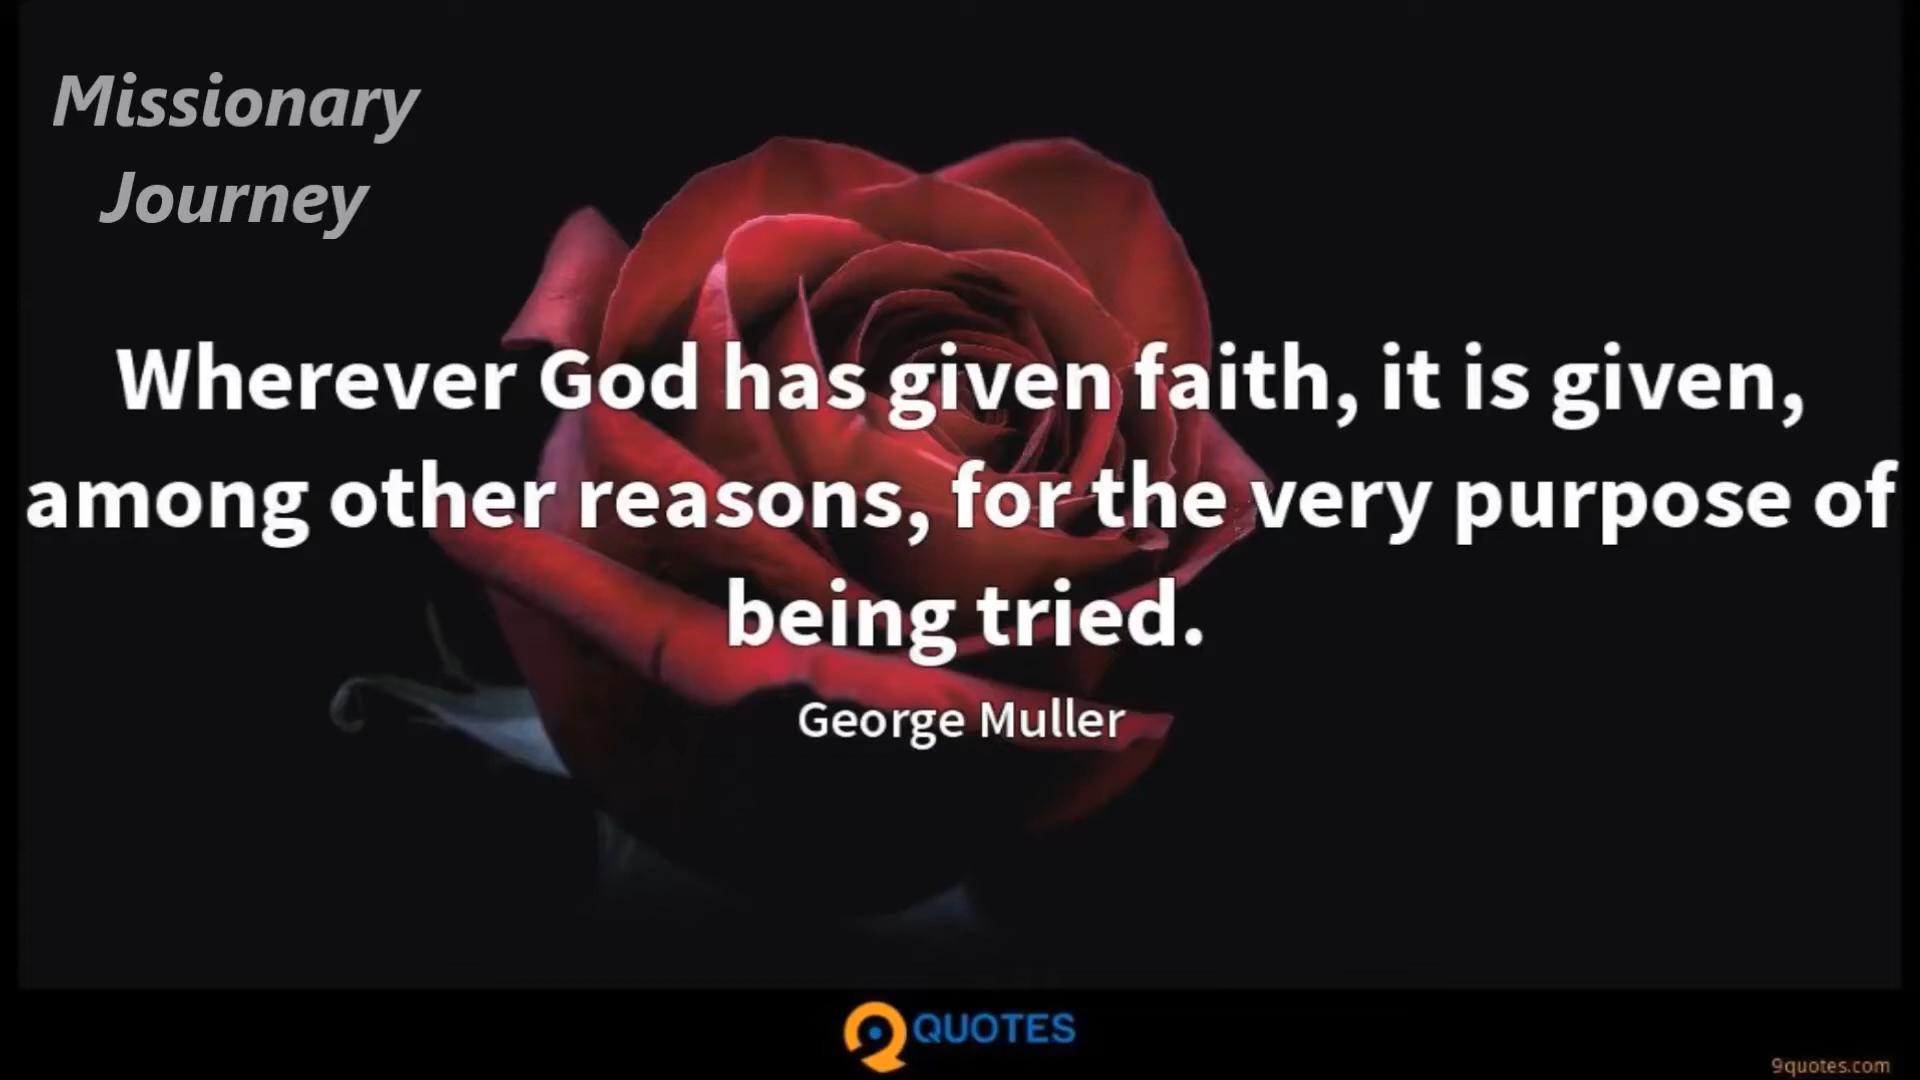 Missionary
Journey
Wherever God has given faith, it is given,
among other reasons, for the very purpose of
being tried.
George Muller
9QUOTES
9quotes.com